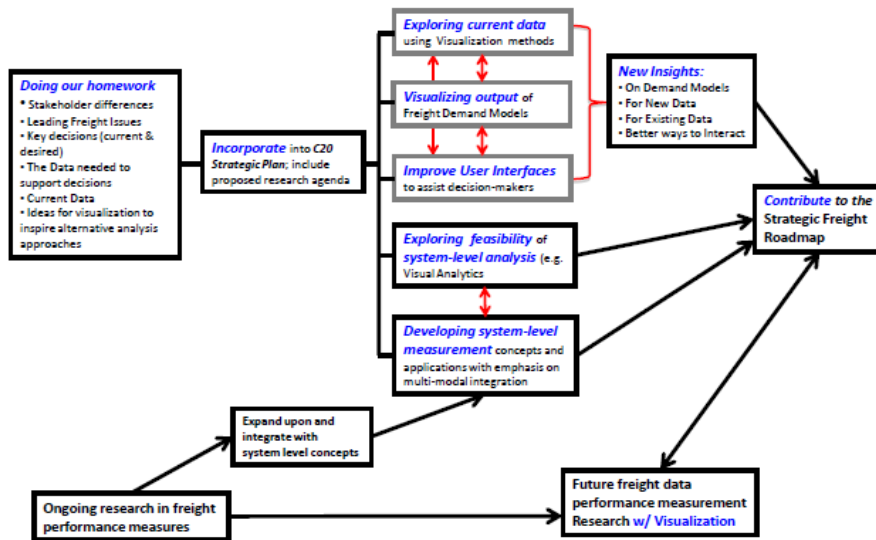 Doing our homework
• Stakeholder differences
• Leading Freight Issues
• Key decisions (current &
desired)
• The Data needed to
support decisions
• Current Data
• Ideas for visualization to
inspire alternative analysis
approaches
Incorporate into C20
Strategic Plan; include
proposed research agenda
Exploring current data
using Visualization methods
Visualizing output of
Freight Demand Models
Improve User Interfaces
to assist decision-makers
Exploring feasibility of
system-level analysis (e.g.
Visual Analytics
Developing system-level
measurement concepts and
applications with emphasis on
multi-modal integration
New Insights:
• On Demand Models
• For New Data
• For Existing Data
• Better ways to Interact
Contribute to the
Strategic Freight
Roadmap
Expand upon and
integrate with
system level concepts
Ongoing research in freight
performance measures
Future freight data
performance measurement
Research w/ Visualization